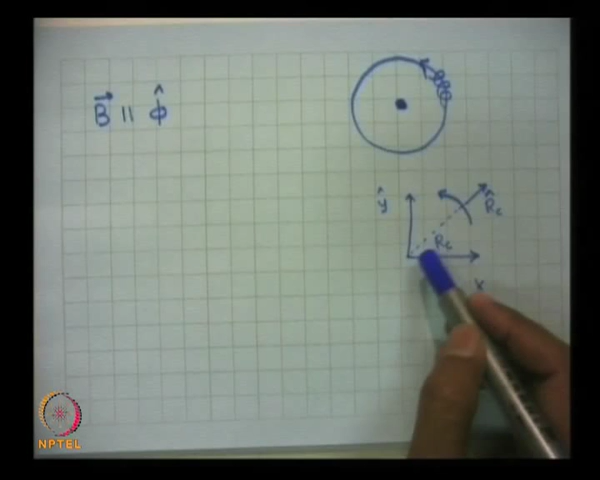 B⃗ || ϕ̂
ŷ
R̂c
Rc
x
NPTEL